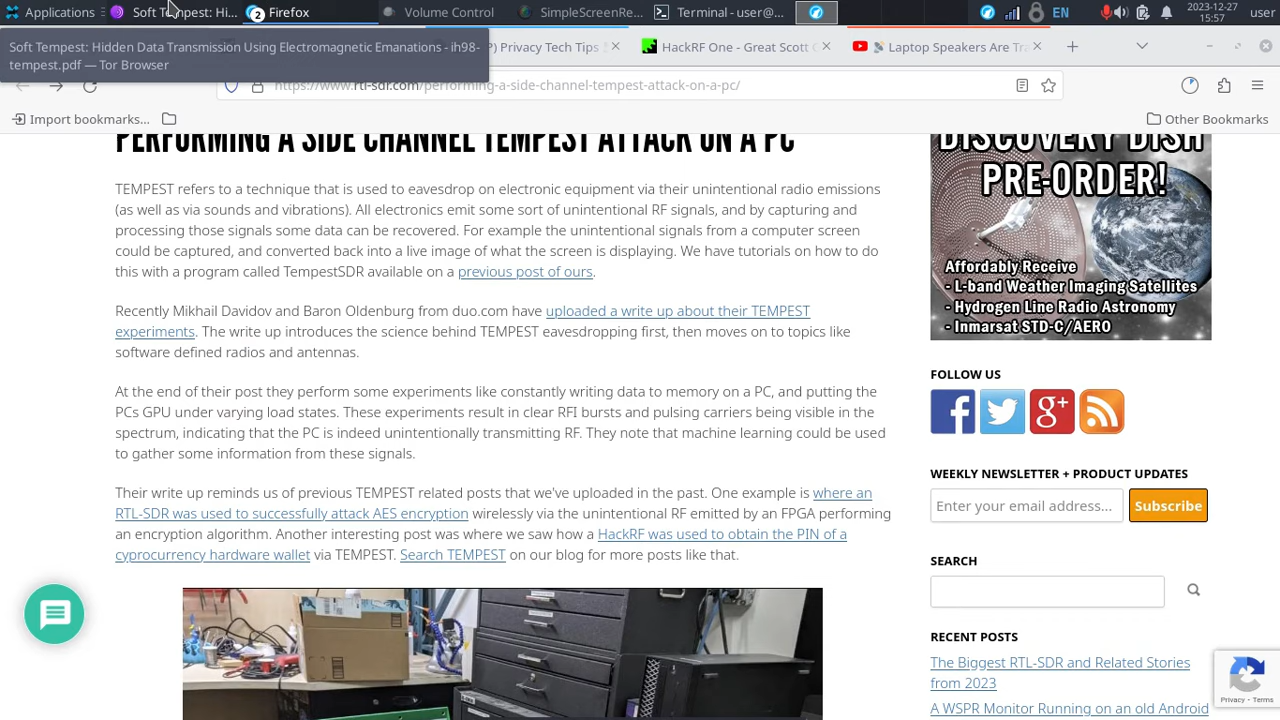 Applications
Soft Tempest: Hi...
2
Firefox
Volume Control
SimpleScreenRe...
Terminal - user@...
EN
2023-12-27
15:57
user
Soft Tempest: Hidden Data Transmission Using Electromagnetic Emanations - ih98-
tempest.pdf — Tor Browser
) Privacy Tech Tips
HackRF One - Great Scott G
Laptop Speakers Are Tra
https://www.rtl-sdr.com/performing-a-side-channel-tempest-attack-on-a-pc/
Import bookmarks...
Other Bookmarks
PERFORMING A SIDE CHANNEL TEMPEST ATTACK ON A PC
TEMPEST refers to a technique that is used to eavesdrop on electronic equipment via their unintentional radio emissions
(as well as via sounds and vibrations). All electronics emit some sort of unintentional RF signals, and by capturing and
processing those signals some data can be recovered. For example the unintentional signals from a computer screen
could be captured, and converted back into a live image of what the screen is displaying. We have tutorials on how to do
this with a program called TempestSDR available on a previous post of ours.
Recently Mikhail Davidov and Baron Oldenburg from duo.com have uploaded a write up about their TEMPEST
experiments. The write up introduces the science behind TEMPEST eavesdropping first, then moves on to topics like
software defined radios and antennas.
At the end of their post they perform some experiments like constantly writing data to memory on a PC, and putting the
PCs GPU under varying load states. These experiments result in clear RFI bursts and pulsing carriers being visible in the
spectrum, indicating that the PC is indeed unintentionally transmitting RF. They note that machine learning could be used
to gather some information from these signals.
Their write up reminds us of previous TEMPEST related posts that we've uploaded in the past. One example is where an
RTL-SDR was used to successfully attack AES encryption wirelessly via the unintentional RF emitted by an FPGA performing
an encryption algorithm. Another interesting post was where we saw how a HackRF was used to obtain the PIN of a
cyprocurrency hardware wallet via TEMPEST. Search TEMPEST on our blog for more posts like that.
DISCOVERY DISH
PRE-ORDER!
Affordably Receive
- L-band Weather Imaging Satellites
- Hydrogen Line Radio Astronomy
- Inmarsat STD-C/AERO
FOLLOW US
WEEKLY NEWSLETTER + PRODUCT UPDATES
Enter your email address...
Subscribe
SEARCH
RECENT POSTS
The Biggest RTL-SDR and Related Stories
from 2023
A WSPR Monitor Running on an old Android
Privacy - Terms